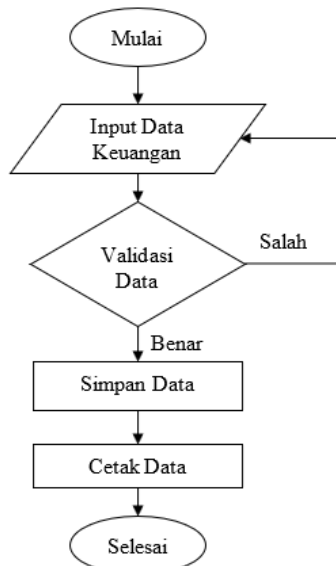 Mulai
Input Data
Keuangan
Validasi
Data
Salah
Benar
Simpan Data
Cetak Data
Selesai